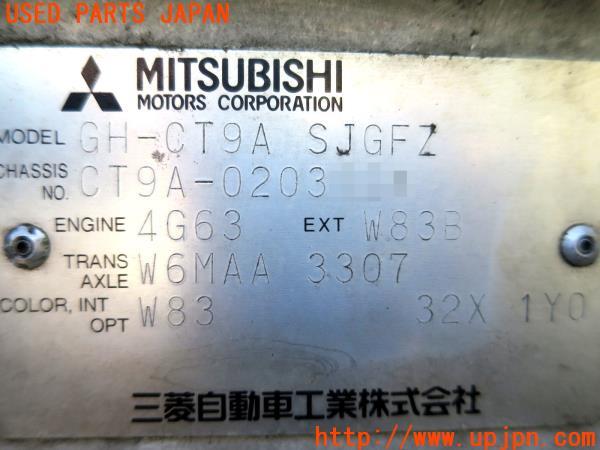 USED PARTS JAPAN
MITSUBISHI
MOTORS CORPORATION
MODEL GH-CT9A SJGFZ
CHASSIS NO. CT9A-0203
ENGINE 4G63 EXT W83B
TRANS AXLE W6MAA 3307
COLOR, INT OPT W83 32X 1Y0
三菱自動車工業株式会社
UPJ http://www.upjpn.com/